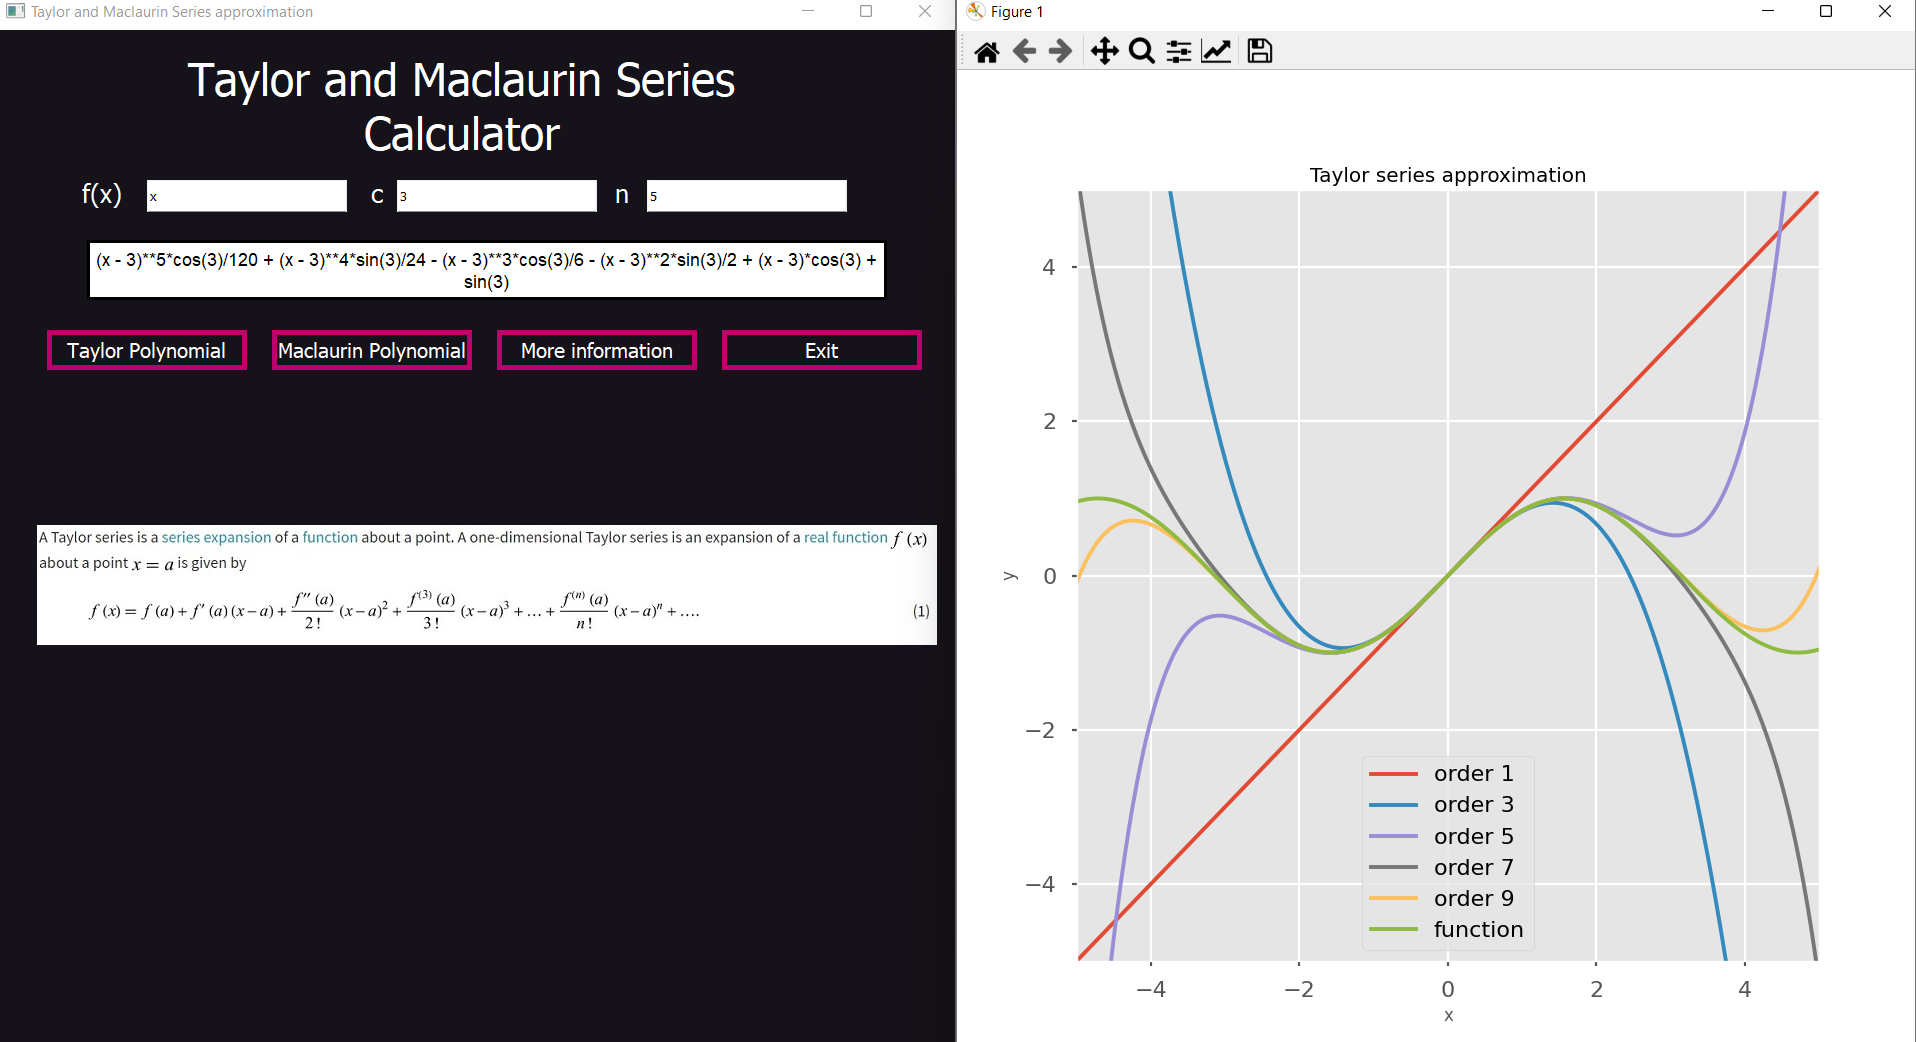 Taylor and Maclaurin Series approximation
Taylor and Maclaurin Series
Calculator
f(x) x c 3 n 5
(x - 3)**5*cos(3)/120 + (x - 3)**4*sin(3)/24 - (x - 3)**3*cos(3)/6 - (x - 3)**2*sin(3)/2 + (x - 3)*cos(3) +
sin(3)
Taylor Polynomial Maclaurin Polynomial More information Exit
A Taylor series is a series expansion of a function about a point. A one-dimensional Taylor series is an expansion of a real function f (x)
about a point x = a is given by
f (x) = f (a) + f′ (a) (x − a) + f″ (a)/2! (x − a)² + f⁽³⁾ (a)/3! (x − a)³ + … + f⁽ⁿ⁾ (a)/n! (x − a)ⁿ + …. (1)
Figure 1
Taylor series approximation
4
2
0
−2
−4
y
order 1
order 3
order 5
order 7
order 9
function
−4 −2 0 2 4
x